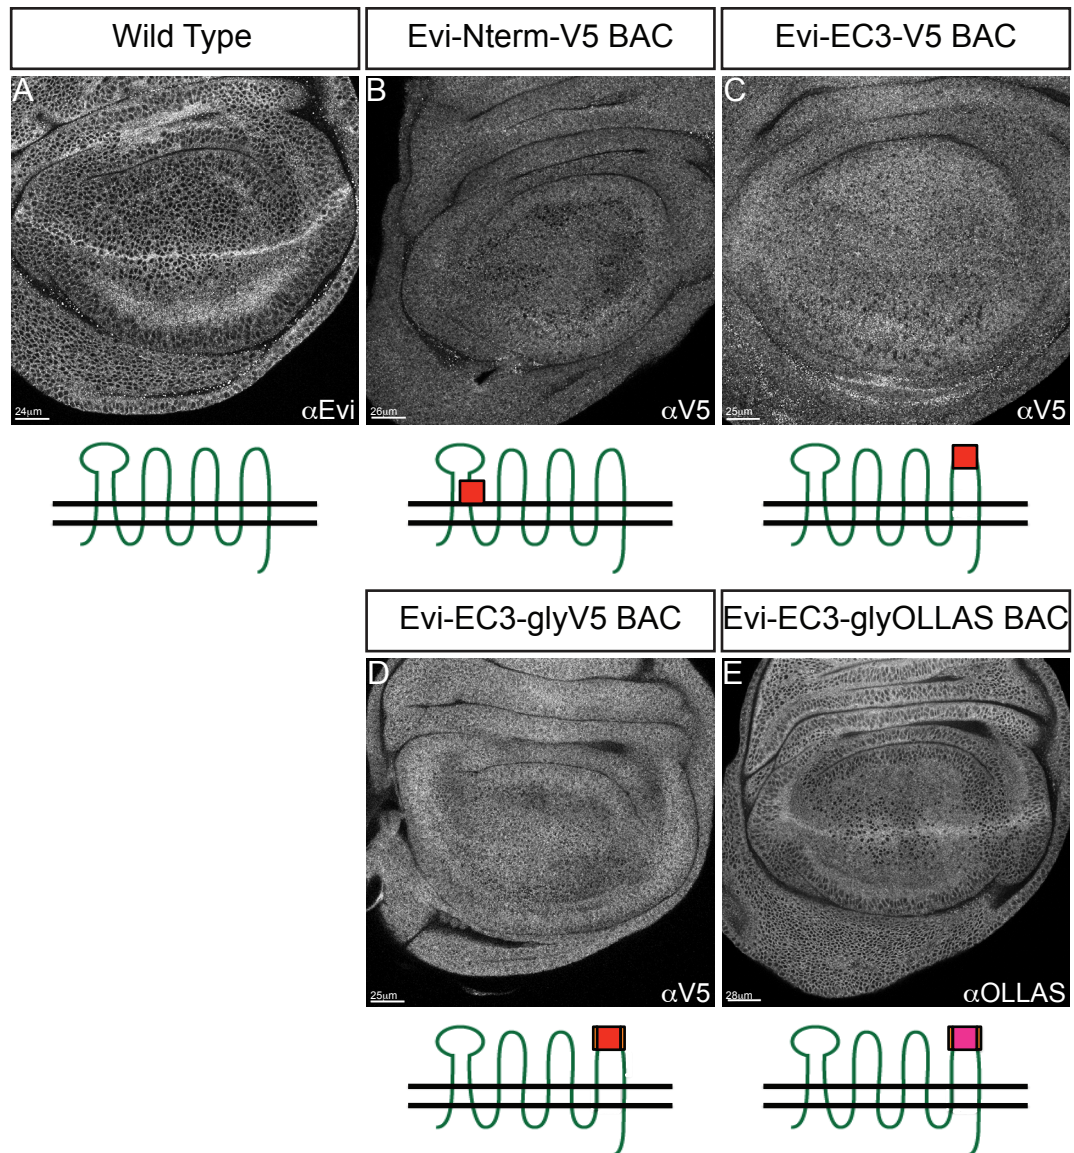 Wild Type
Evi-Nterm-V5 BAC
Evi-EC3-V5 BAC
A
B
C
24µm
αEvi
26µm
αV5
25µm
αV5
Evi-EC3-glyV5 BAC
Evi-EC3-glyOLLAS BAC
D
E
25µm
αV5
28µm
αOLLAS